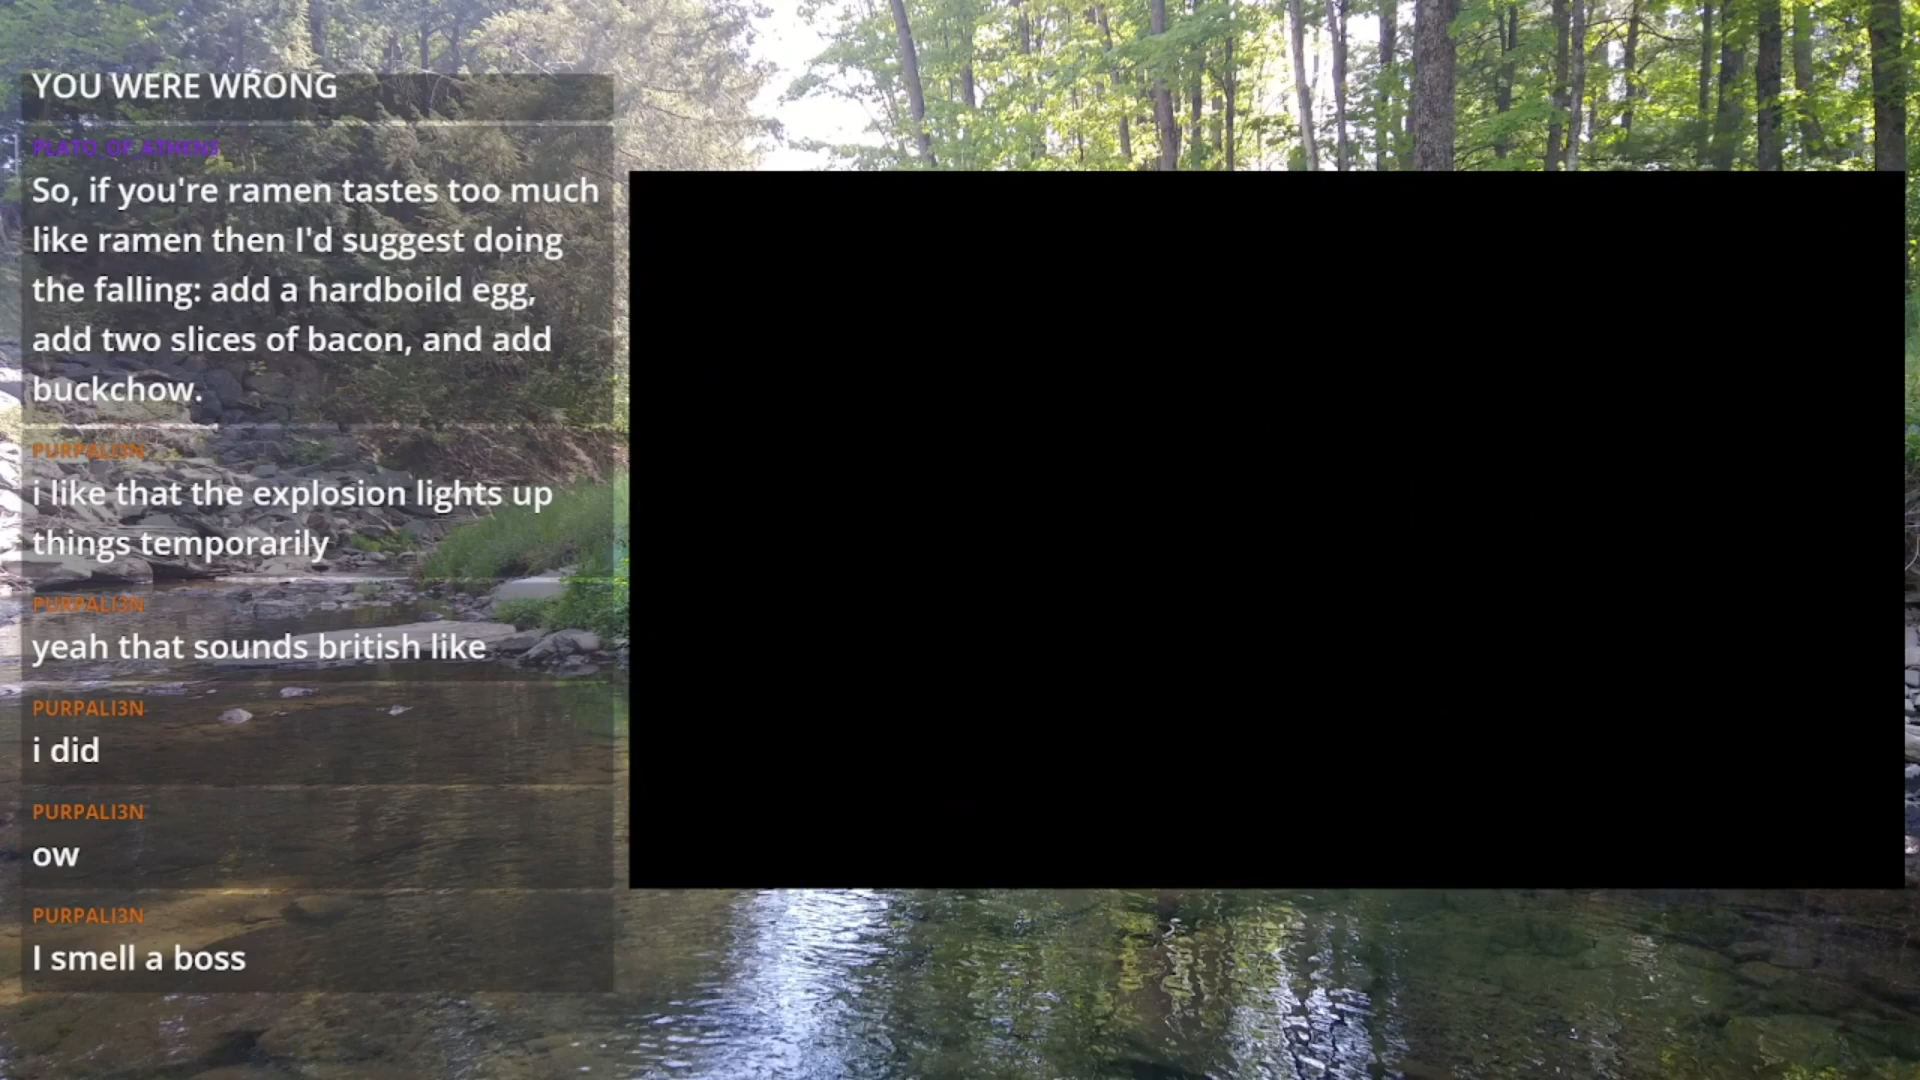 YOU WERE WRONG
PLATO_OF_ATHENS
So, if you're ramen tastes too much
like ramen then I'd suggest doing
the falling: add a hardboild egg,
add two slices of bacon, and add
buckchow.
PURPALI3N
i like that the explosion lights up
things temporarily
PURPALI3N
yeah that sounds british like
PURPALI3N
i did
PURPALI3N
ow
PURPALI3N
I smell a boss